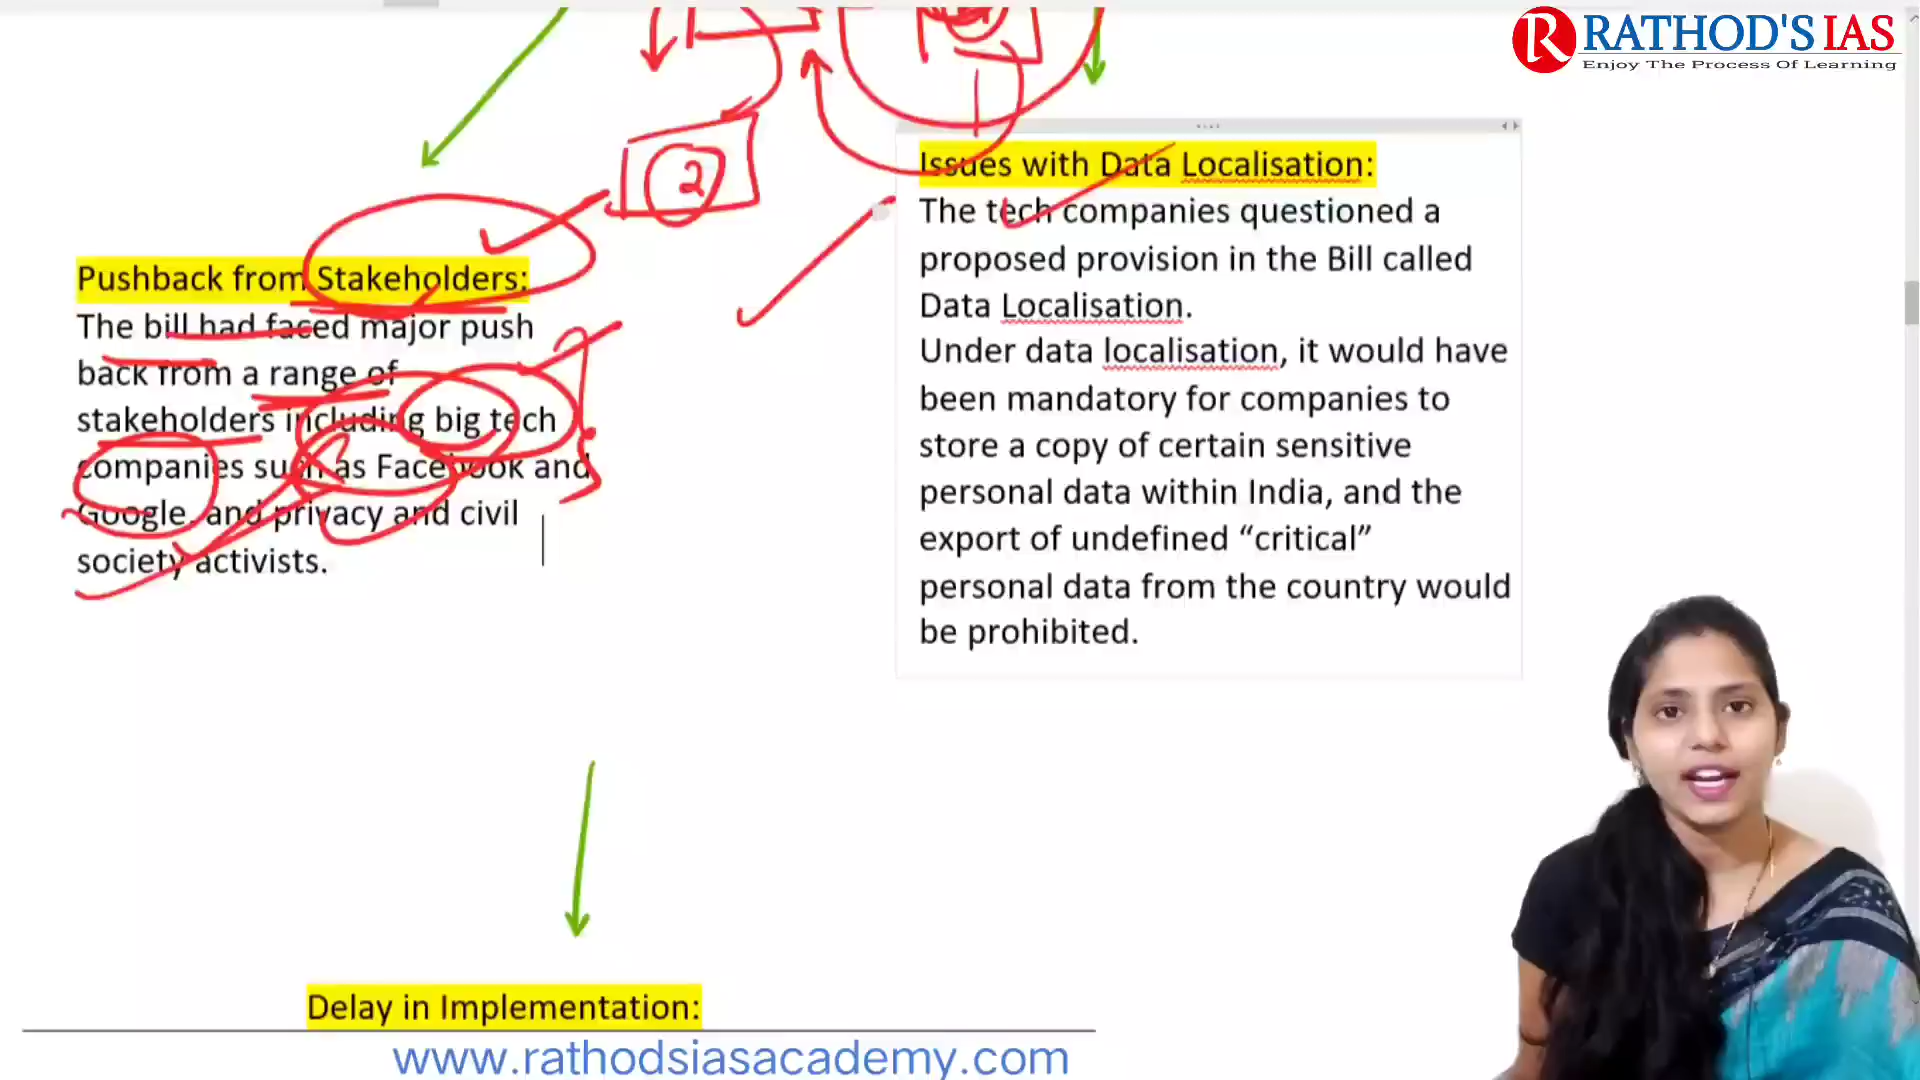 RATHOD'S IAS
Enjoy The Process Of Learning
2
Issues with Data Localisation:
The tech companies questioned a
proposed provision in the Bill called
Data Localisation.
Under data localisation, it would have
been mandatory for companies to
store a copy of certain sensitive
personal data within India, and the
export of undefined “critical”
personal data from the country would
be prohibited.
Pushback from Stakeholders:
The bill had faced major push
back from a range of
stakeholders including big tech
companies such as Facebook and
Google, and privacy and civil
society activists.
Delay in Implementation:
www.rathodsiasacademy.com